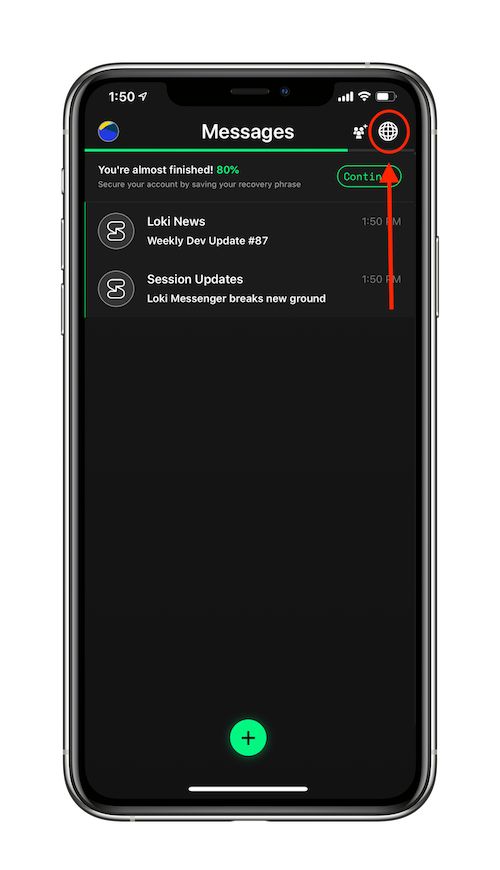 1:50
Messages
You're almost finished! 80%
Secure your account by saving your recovery phrase
Contin
Loki News
1:50 PM
Weekly Dev Update #87
Session Updates
1:50 PM
Loki Messenger breaks new ground